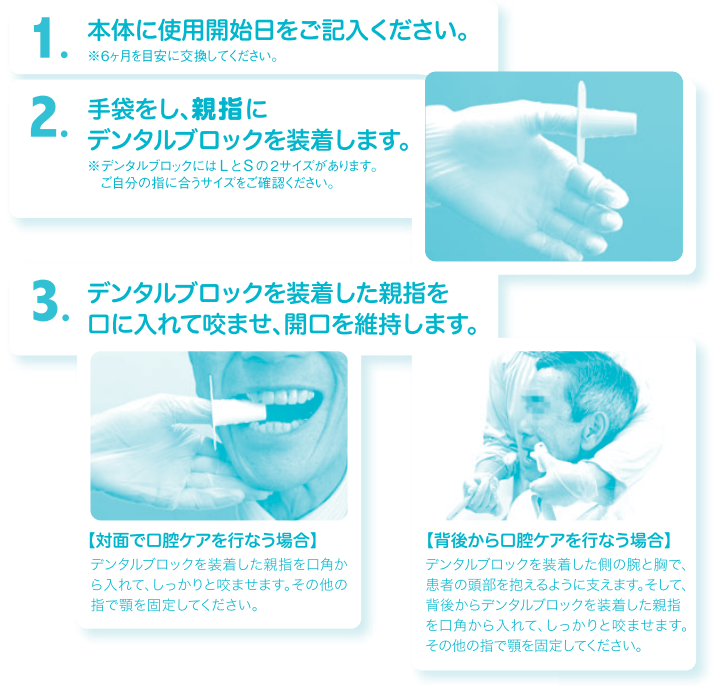 1.
本体に使用開始日をご記入ください。
※6ヶ月を目安に交換してください。
2.
手袋をし、親指に
デンタルブロックを装着します。
※デンタルブロックにはLとSの2サイズがあります。
ご自分の指に合うサイズをご確認ください。
3.
デンタルブロックを装着した親指を
口に入れて咬ませ、開口を維持します。
【対面で口腔ケアを行なう場合】
デンタルブロックを装着した親指を口角か
ら入れて、しっかりと咬ませます。その他の
指で顎を固定してください。
【背後から口腔ケアを行なう場合】
デンタルブロックを装着した側の腕と胸で、
患者の頭部を抱えるように支えます。そして、
背後からデンタルブロックを装着した親指
を口角から入れて、しっかりと咬ませます。
その他の指で顎を固定してください。